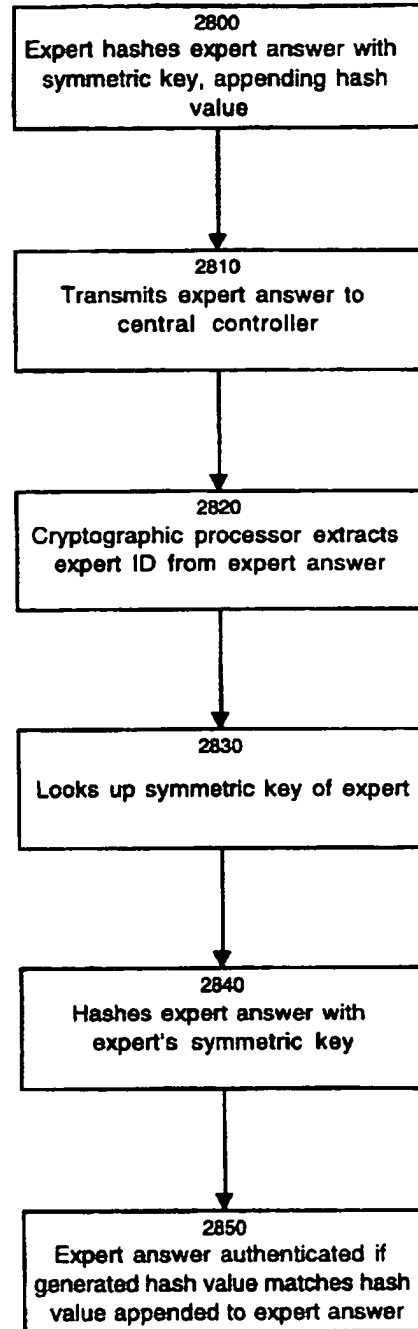 2800
Expert hashes expert answer with
symmetric key, appending hash
value
2810
Transmits expert answer to
central controller
2820
Cryptographic processor extracts
expert ID from expert answer
2830
Looks up symmetric key of expert
2840
Hashes expert answer with
expert's symmetric key
2850
Expert answer authenticated if
generated hash value matches hash
value appended to expert answer